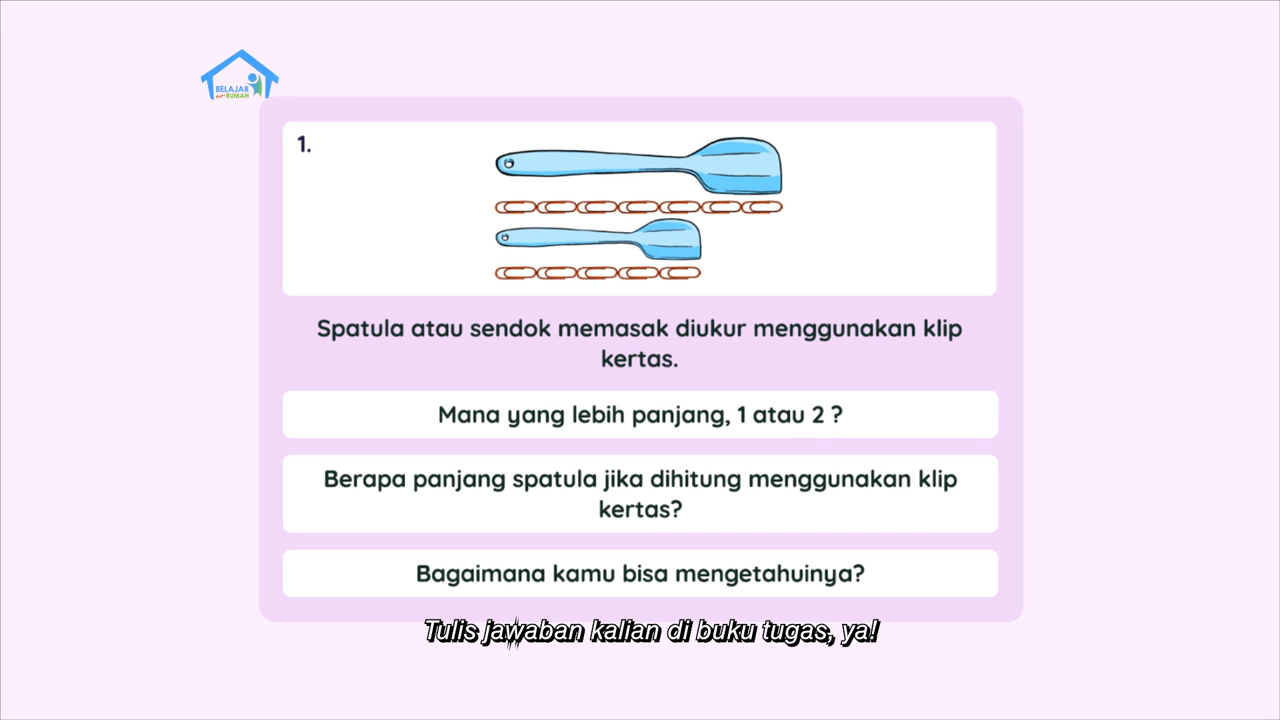 BELAJAR
dari RUMAH
1.
Spatula atau sendok memasak diukur menggunakan klip
kertas.
Mana yang lebih panjang, 1 atau 2 ?
Berapa panjang spatula jika dihitung menggunakan klip
kertas?
Bagaimana kamu bisa mengetahuinya?
Tulis jawaban kalian di buku tugas, ya!